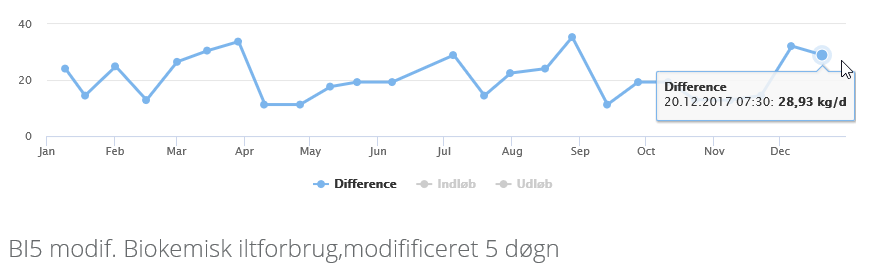 40
20
0
Jan Feb Mar Apr May Jun Jul Aug Sep Oct Nov Dec
Difference
20.12.2017 07:30: 28,93 kg/d
Difference Indløb Udløb
BI5 modif. Biokemisk iltforbrug,modifificeret 5 døgn